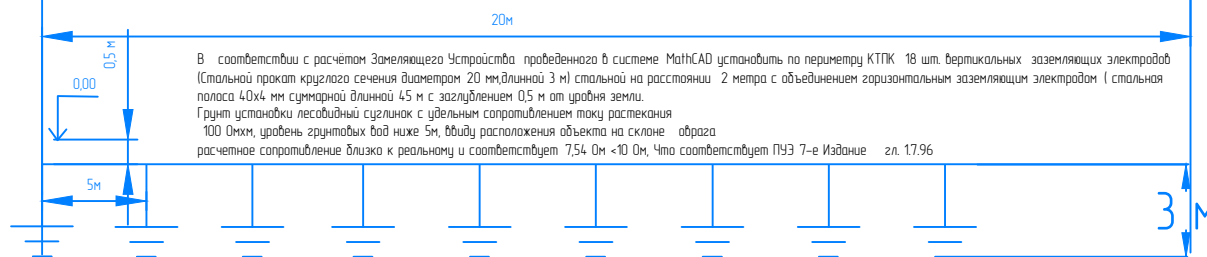 20м
0,5 м
0,00
В соответствии с расчётом Замеляющего Устройства проведенного в системе MathCAD установить по периметру КТПК 18 шт. вертикальных заземляющих электродов
(Стальной прокат круглого сечения диаметром 20 мм,длинной 3 м) стальной на расстоянии 2 метра с объединением горизонтальным заземляющим электродом ( стальная
полоса 40х4 мм суммарной длинной 45 м с заглублением 0,5 м от уровня земли.
Грунт установки лесовидный суглинок с удельным сопротивлением току растекания
100 Омхм, уровень грунтовых вод ниже 5м, ввиду расположения объекта на склоне оврага
расчетное сопротивление близко к реальному и соответствует 7,54 Ом <10 Ом, Что соответствует ПУЭ 7-е Издание гл. 1.7.96
5м
3 м